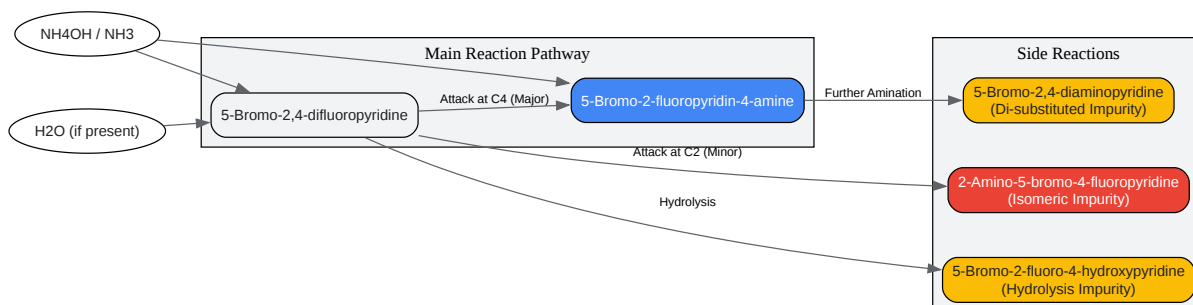 NH4OH / NH3
Main Reaction Pathway
Side Reactions
H2O (if present)
5-Bromo-2,4-difluoropyridine
Attack at C4 (Major)
5-Bromo-2-fluoropyridin-4-amine
Further Amination
5-Bromo-2,4-diaminopyridine
(Di-substituted Impurity)
Attack at C2 (Minor)
2-Amino-5-bromo-4-fluoropyridine
(Isomeric Impurity)
Hydrolysis
5-Bromo-2-fluoro-4-hydroxypyridine
(Hydrolysis Impurity)